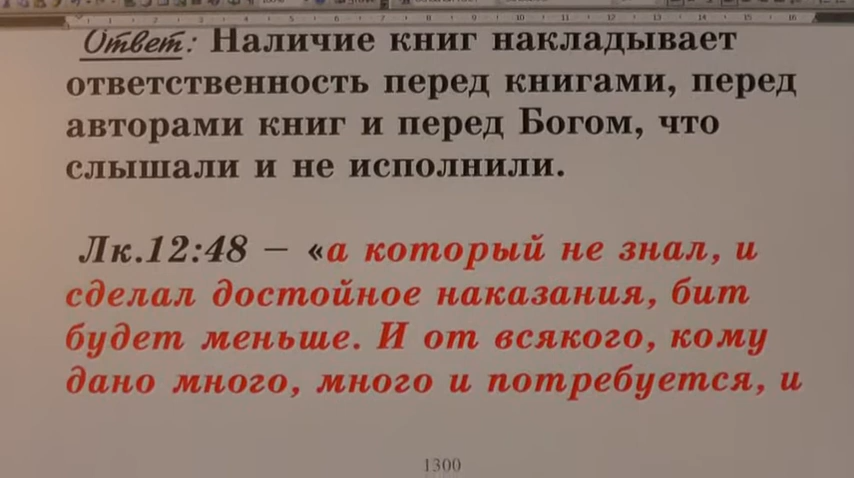 Ответ: Наличие книг накладывает
ответственность перед книгами, перед
авторами книг и перед Богом, что
слышали и не исполнили.
Лк.12:48 – «а который не знал, и
сделал достойное наказания, бит
будет меньше. И от всякого, кому
дано много, много и потребуется, и
1300